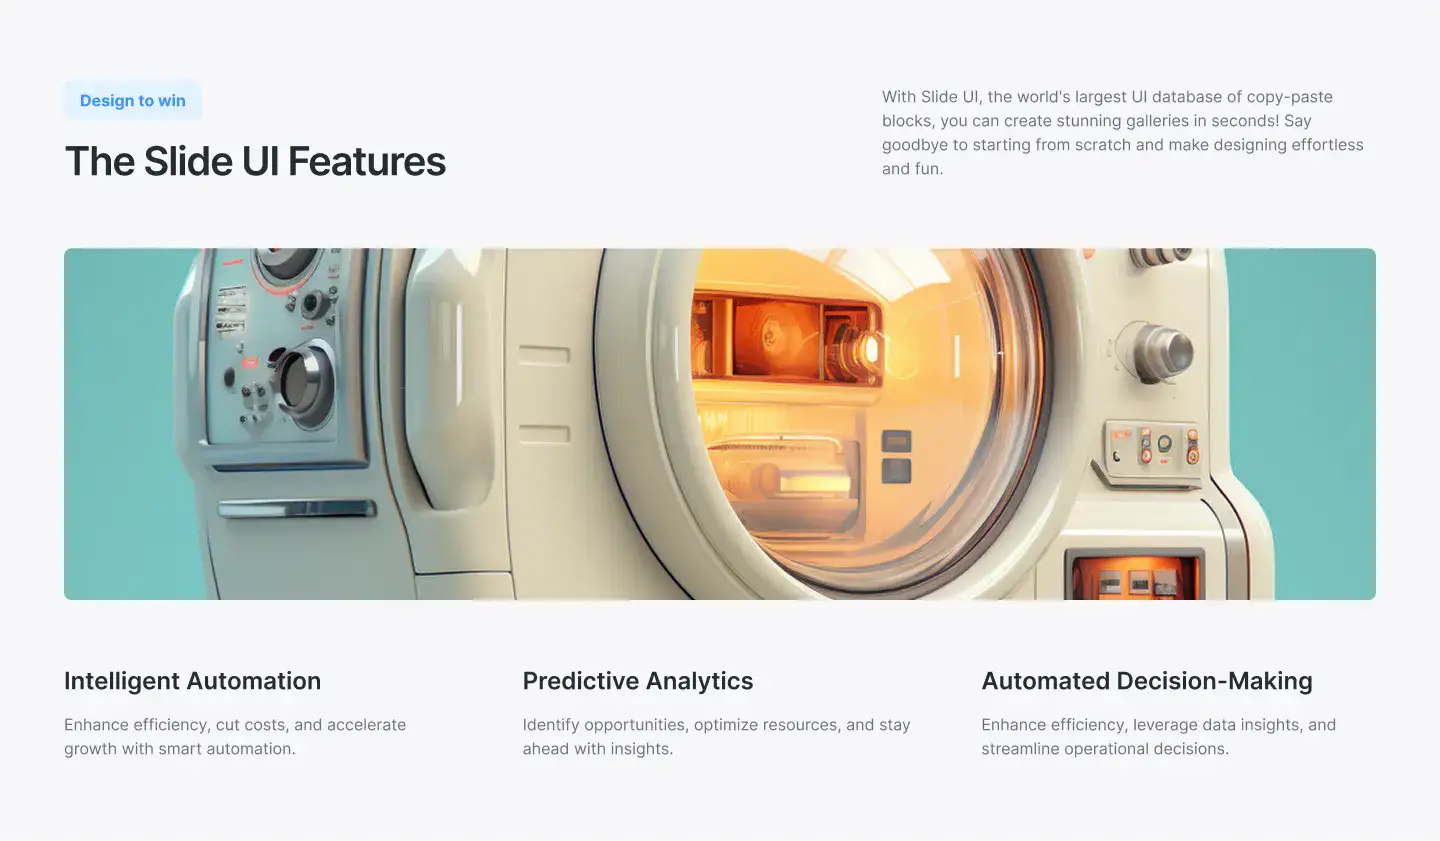 Design to win
The Slide UI Features
With Slide UI, the world's largest UI database of copy-paste
blocks, you can create stunning galleries in seconds! Say
goodbye to starting from scratch and make designing effortless
and fun.
Intelligent Automation
Enhance efficiency, cut costs, and accelerate
growth with smart automation.
Predictive Analytics
Identify opportunities, optimize resources, and stay
ahead with insights.
Automated Decision-Making
Enhance efficiency, leverage data insights, and
streamline operational decisions.